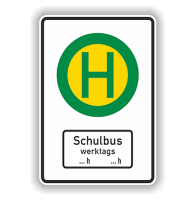 H
Schulbus
werktags
... h ... h